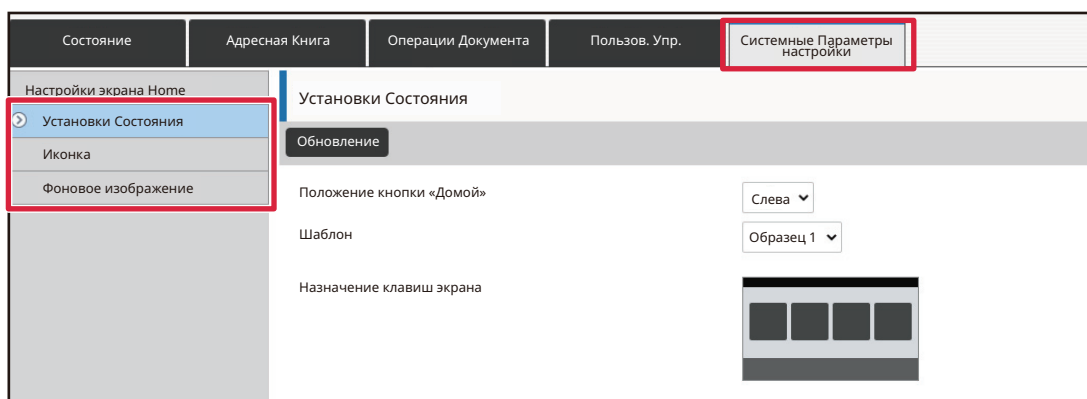 Состояние
Адресная Книга
Операции Документа
Пользов. Упр.
Системные Параметры
настройки
Настройки экрана Home
Установки Состояния
Иконка
Фоновое изображение
Установки Состояния
Обновление
Положение кнопки «Домой»
Слева
Шаблон
Образец 1
Назначение клавиш экрана